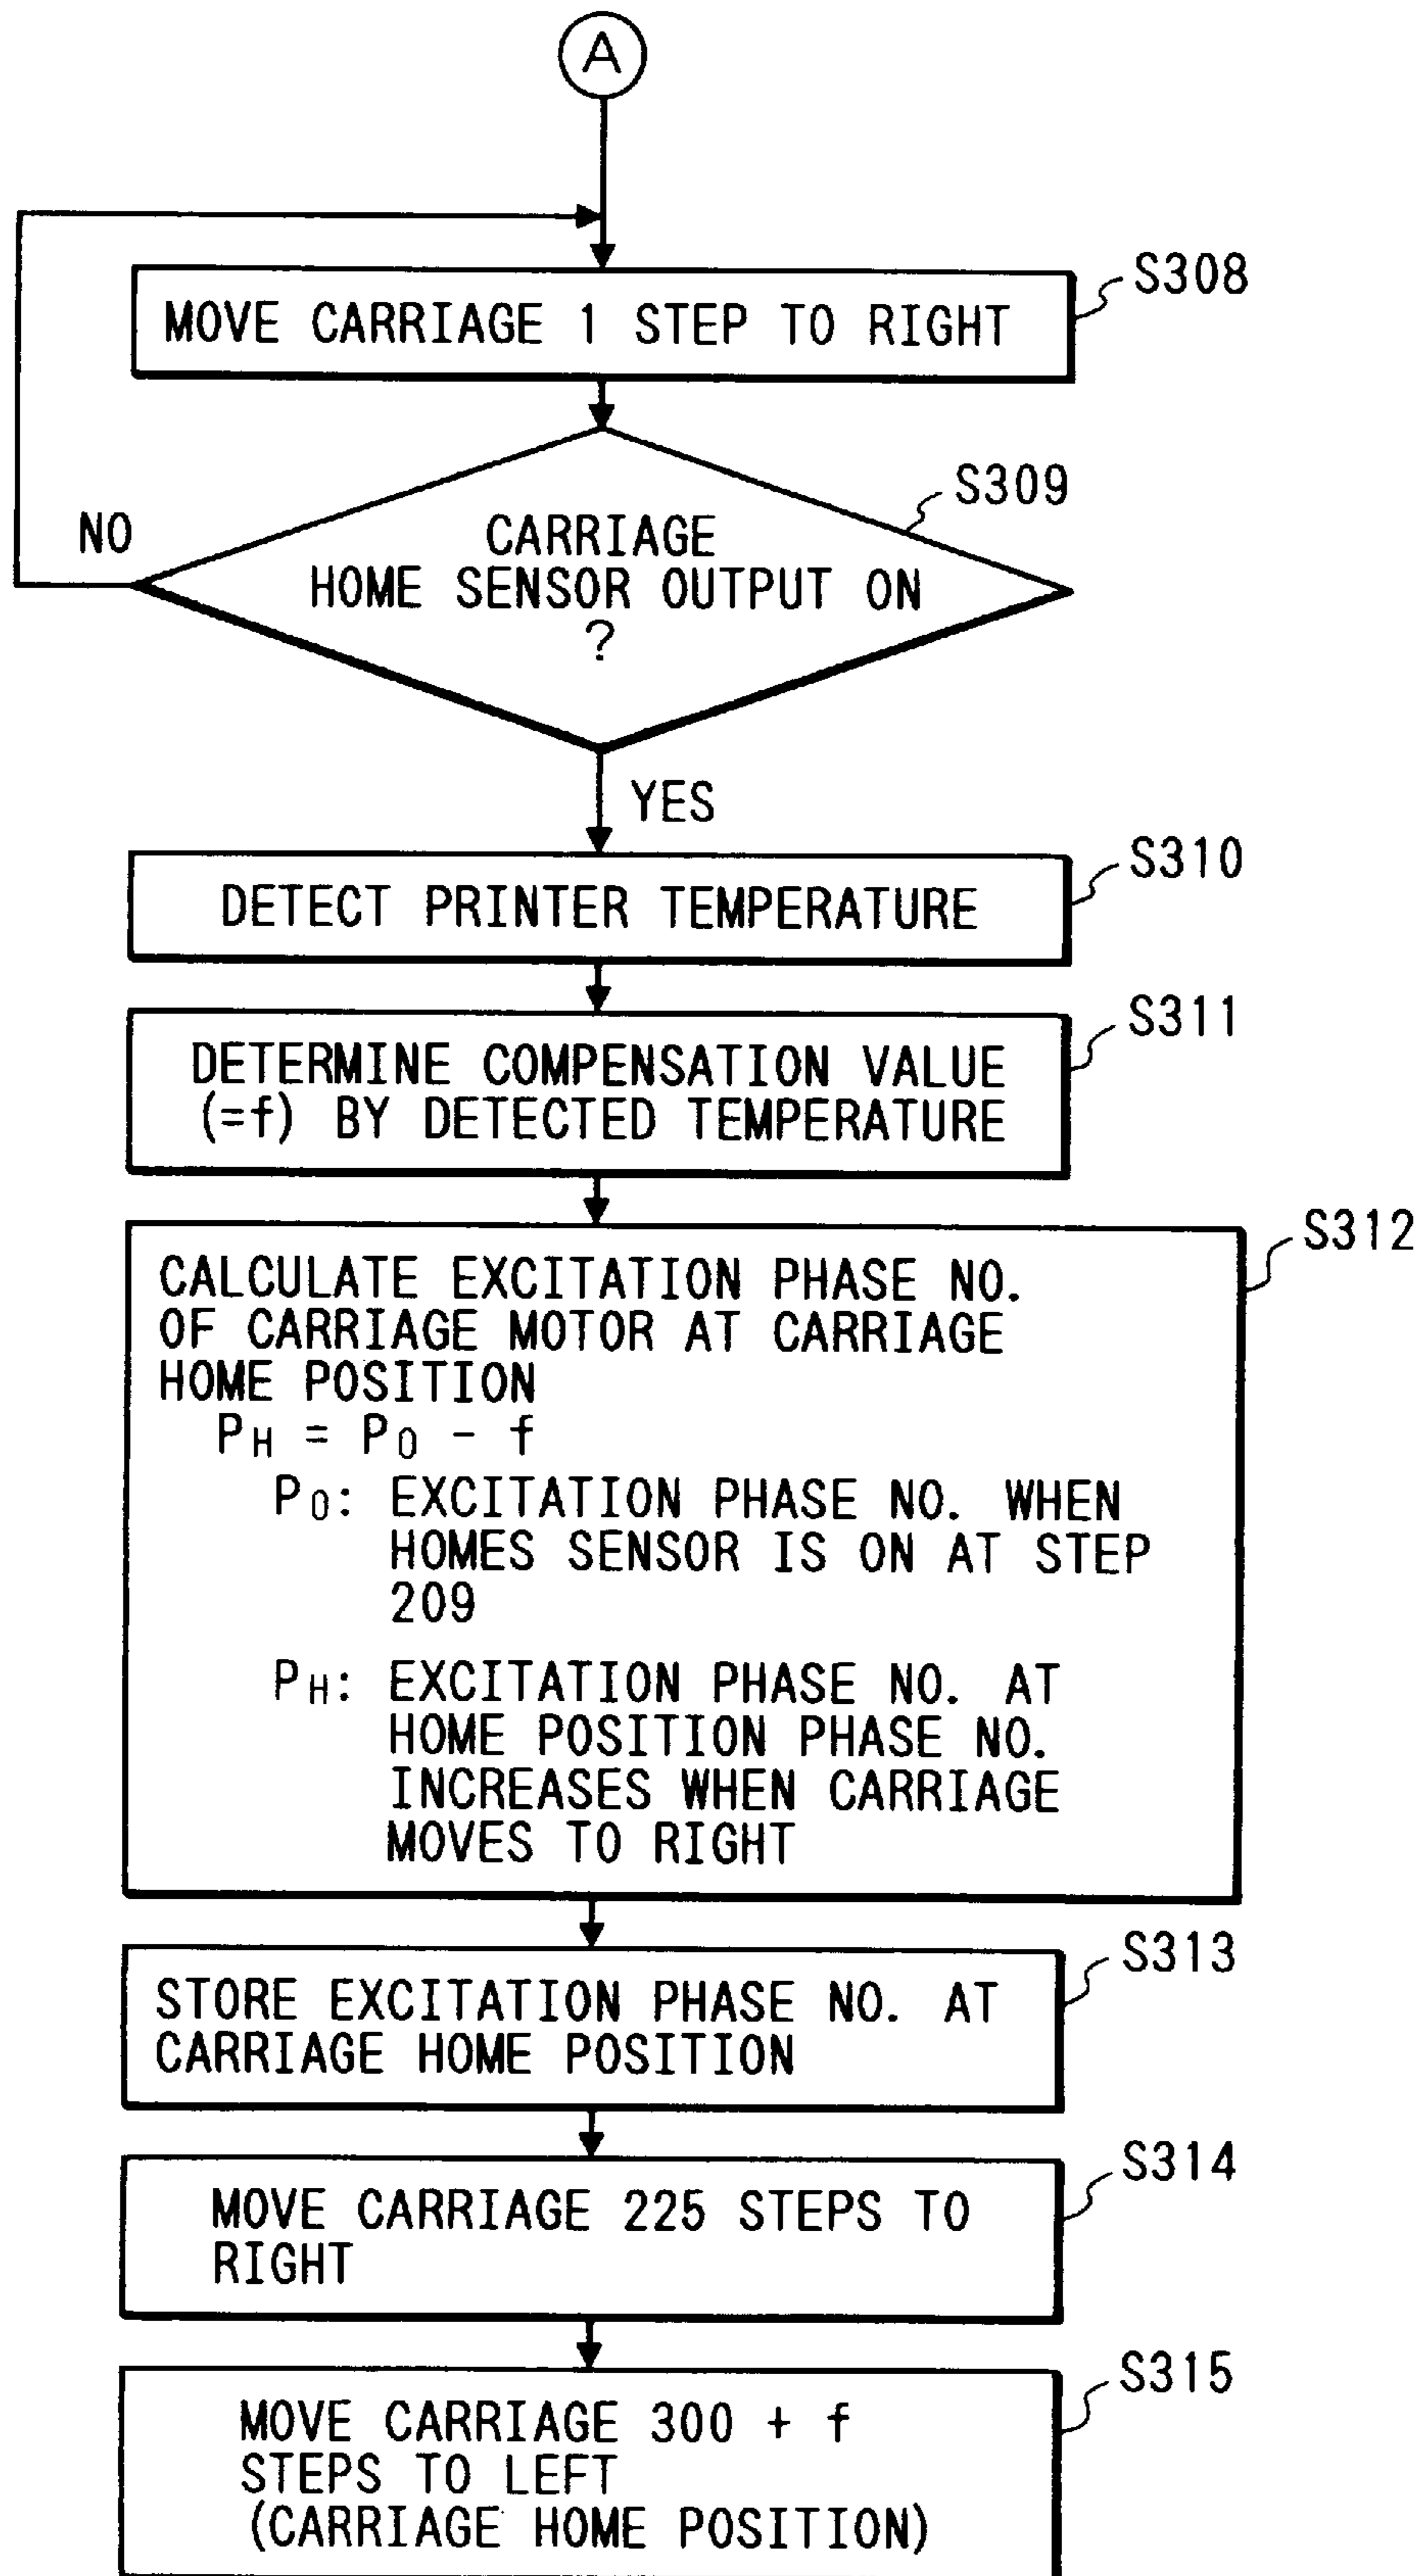 A
S308
MOVE CARRIAGE 1 STEP TO RIGHT
S309
NO
CARRIAGE
HOME SENSOR OUTPUT ON
?
YES
S310
DETECT PRINTER TEMPERATURE
S311
DETERMINE COMPENSATION VALUE
(=f) BY DETECTED TEMPERATURE
S312
CALCULATE EXCITATION PHASE NO.
OF CARRIAGE MOTOR AT CARRIAGE
HOME POSITION
PH = P0 - f
P0: EXCITATION PHASE NO. WHEN
HOMES SENSOR IS ON AT STEP
209
PH: EXCITATION PHASE NO. AT
HOME POSITION PHASE NO.
INCREASES WHEN CARRIAGE
MOVES TO RIGHT
S313
STORE EXCITATION PHASE NO. AT
CARRIAGE HOME POSITION
S314
MOVE CARRIAGE 225 STEPS TO
RIGHT
S315
MOVE CARRIAGE 300 + f
STEPS TO LEFT
(CARRIAGE HOME POSITION)